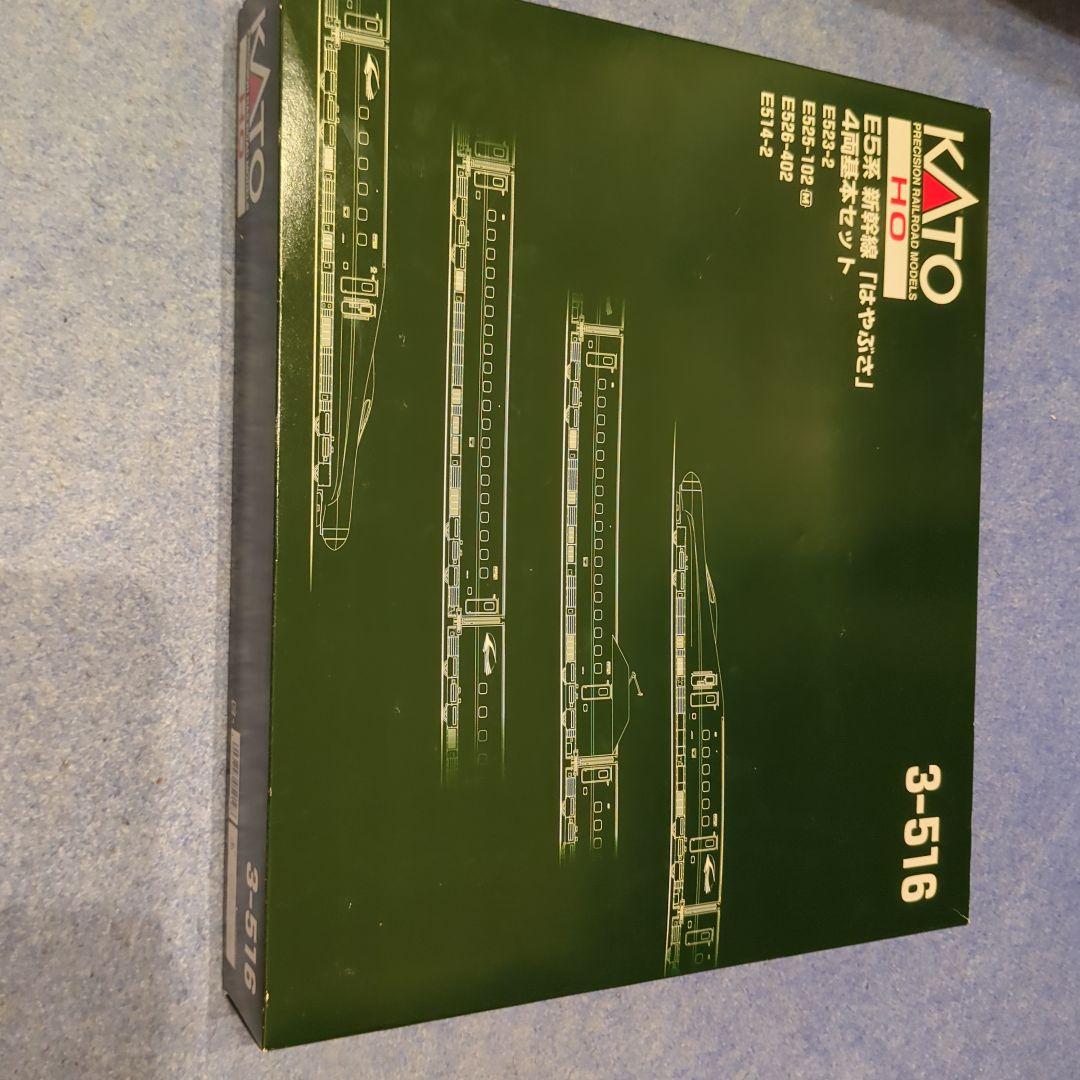 KATO
PRECISION RAILROAD MODELS
HO
E5系 新幹線「はやぶさ」
4両基本セット
E523-2
E525-102 M
E526-402
E514-2
3-516
KATO
3-516